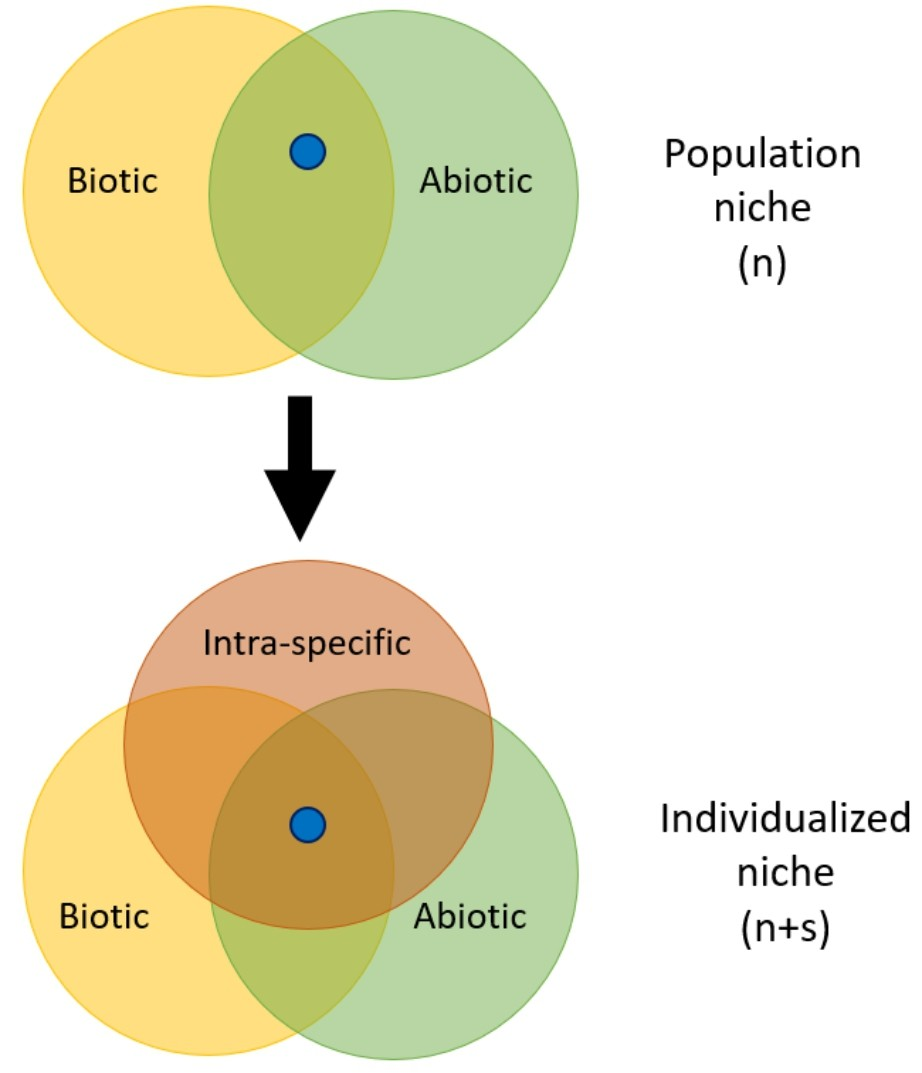 Biotic
Abiotic
Population
niche
(n)
Intra-specific
Biotic
Abiotic
Individualized
niche
(n+s)